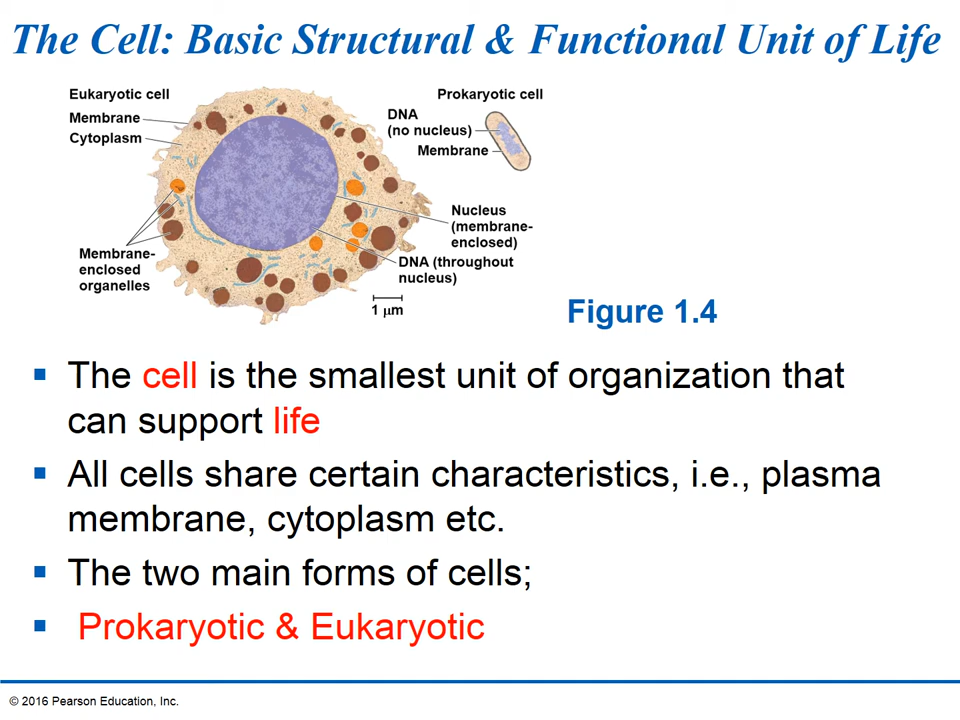 The Cell: Basic Structural & Functional Unit of Life
Eukaryotic cell
Membrane
Cytoplasm
Membrane-
enclosed
organelles
Prokaryotic cell
DNA
(no nucleus)
Membrane
Nucleus
(membrane-
enclosed)
DNA (throughout
nucleus)
1 μm
Figure 1.4
▪ The cell is the smallest unit of organization that
can support life
▪ All cells share certain characteristics, i.e., plasma
membrane, cytoplasm etc.
▪ The two main forms of cells;
▪ Prokaryotic & Eukaryotic
© 2016 Pearson Education, Inc.